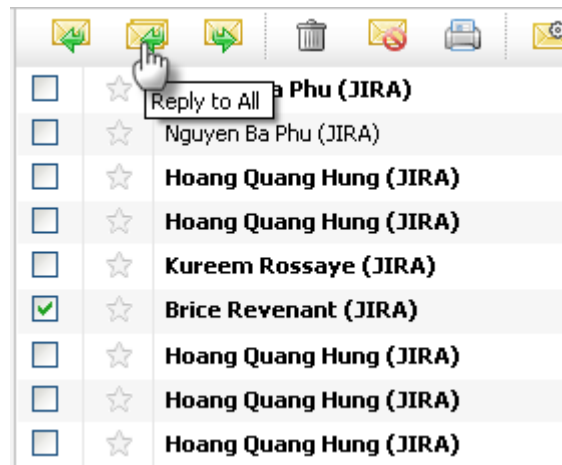 Reply to All
a Phu (JIRA)
Nguyen Ba Phu (JIRA)
Hoang Quang Hung (JIRA)
Hoang Quang Hung (JIRA)
Kureem Rossaye (JIRA)
Brice Revenant (JIRA)
Hoang Quang Hung (JIRA)
Hoang Quang Hung (JIRA)
Hoang Quang Hung (JIRA)